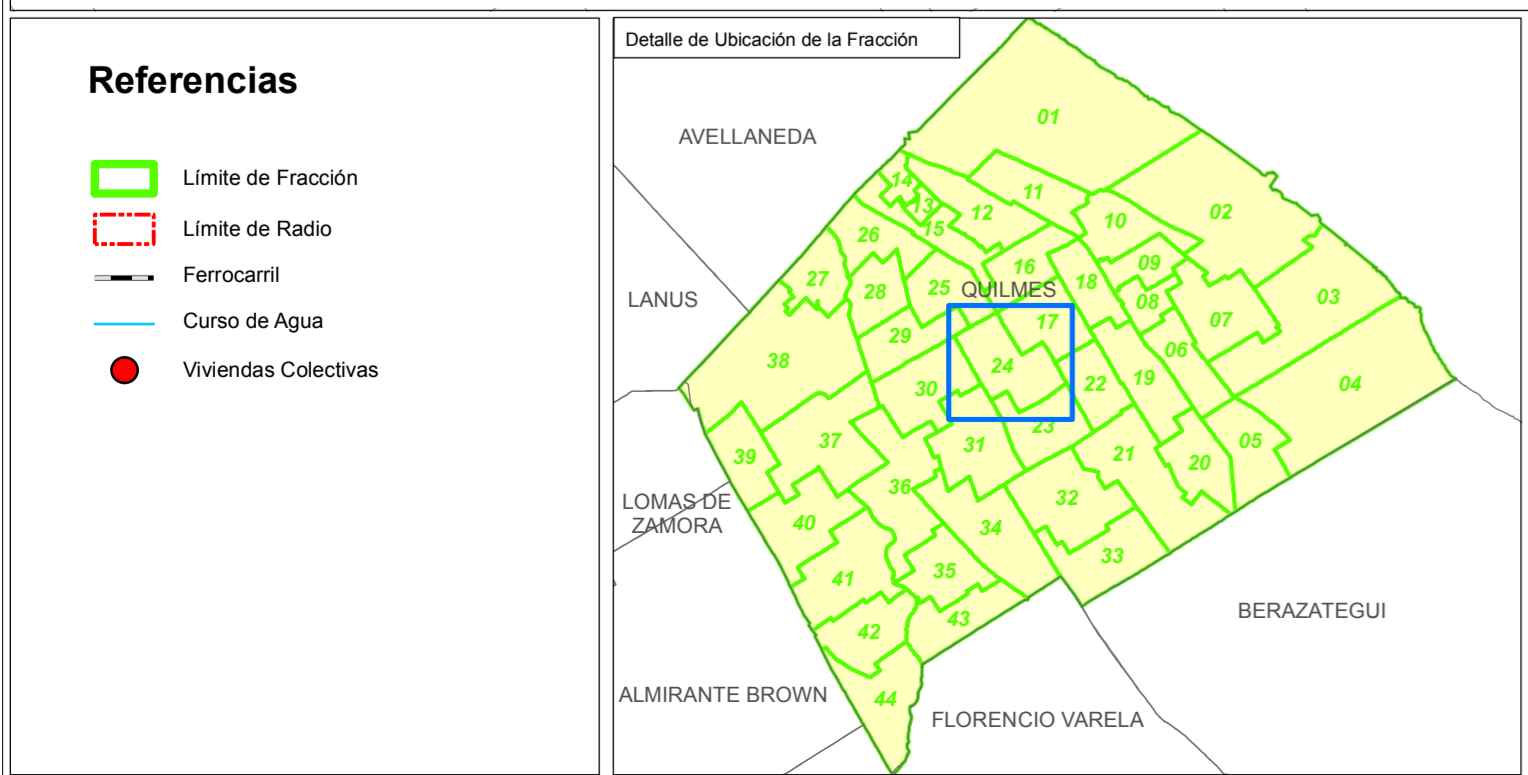 Referencias
Límite de Fracción
Límite de Radio
Ferrocarril
Curso de Agua
Viviendas Colectivas
Detalle de Ubicación de la Fracción
AVELLANEDA
LANUS
QUILMES
LOMAS DE
ZAMORA
ALMIRANTE BROWN
FLORENCIO VARELA
BERAZATEGUI
01
02
03
04
05
06
07
08
09
10
11
12
13
14
15
16
17
18
19
20
21
22
23
24
25
26
27
28
29
30
31
32
33
34
35
36
37
38
39
40
41
42
43
44